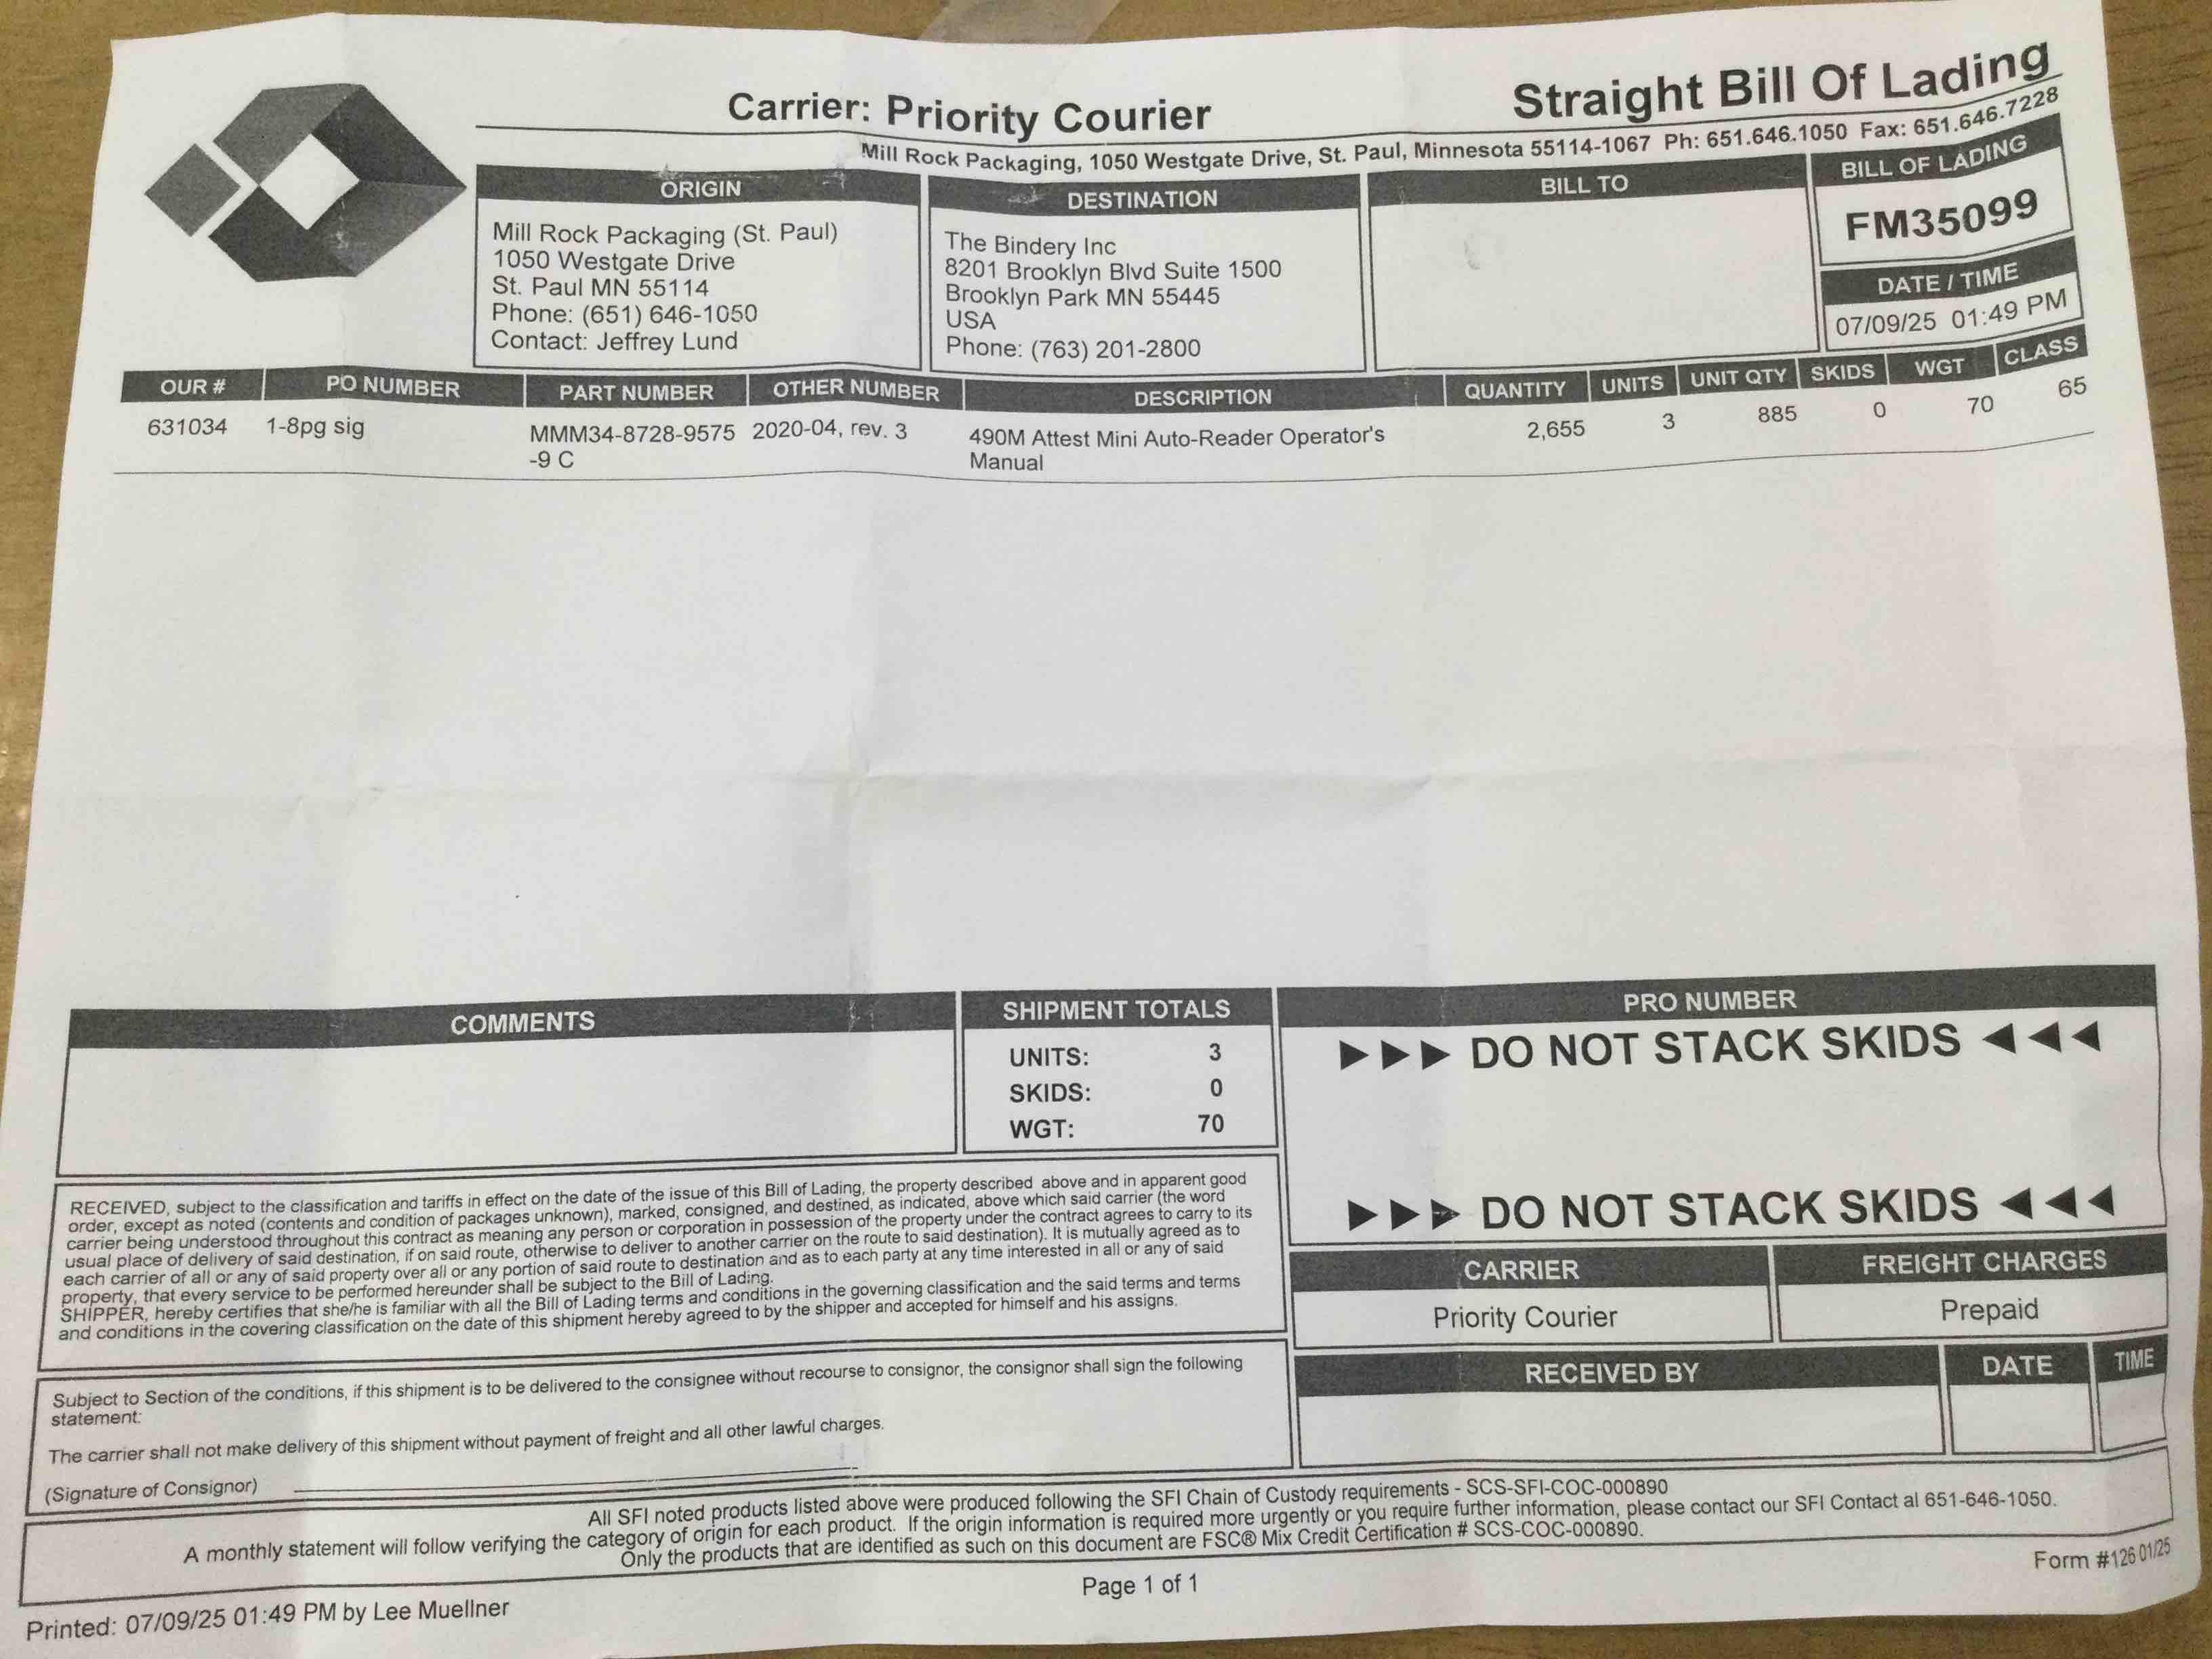 Carrier: Priority Courier
Straight Bill Of Lading
Mill Rock Packaging, 1050 Westgate Drive, St. Paul, Minnesota 55114-1067 Ph: 651.646.1050 Fax: 651.646.7228
ORIGIN
Mill Rock Packaging (St. Paul)
1050 Westgate Drive
St. Paul MN 55114
Phone: (651) 646-1050
Contact: Jeffrey Lund
DESTINATION
The Bindery Inc
8201 Brooklyn Blvd Suite 1500
Brooklyn Park MN 55445
USA
Phone: (763) 201-2800
BILL TO
BILL OF LADING
FM35099
DATE / TIME
07/09/25 01:49 PM
OUR # PO NUMBER PART NUMBER OTHER NUMBER DESCRIPTION QUANTITY UNITS UNIT QTY SKIDS WGT CLASS
631034 1-8pg sig MMM34-8728-9575 2020-04, rev. 3 490M Attest Mini Auto-Reader Operator's 2,655 3 885 0 70 65
-9 C Manual
COMMENTS
SHIPMENT TOTALS
UNITS: 3
SKIDS: 0
WGT: 70
PRO NUMBER
►►► DO NOT STACK SKIDS ◄◄◄
►►► DO NOT STACK SKIDS ◄◄◄
RECEIVED, subject to the classification and tariffs in effect on the date of the issue of this Bill of Lading, the property described above and in apparent good
order, except as noted (contents and condition of packages unknown), marked, consigned, and destined, as indicated, above which said carrier (the word
carrier being understood throughout this contract as meaning any person or corporation in possession of the property under the contract agrees to carry to its
usual place of delivery of said destination, if on said route, otherwise to deliver to another carrier on the route to said destination). It is mutually agreed as to
each carrier of all or any of said property over all or any portion of said route to destination and as to each party at any time interested in all or any of said
property, that every service to be performed hereunder shall be subject to the Bill of Lading.
SHIPPER, hereby certifies that she/he is familiar with all the Bill of Lading terms and conditions in the governing classification and the said terms and terms
and conditions in the covering classification on the date of this shipment hereby agreed to by the shipper and accepted for himself and his assigns.
CARRIER
Priority Courier
FREIGHT CHARGES
Prepaid
RECEIVED BY
DATE
TIME
Subject to Section of the conditions, if this shipment is to be delivered to the consignee without recourse to consignor, the consignor shall sign the following
statement:
The carrier shall not make delivery of this shipment without payment of freight and all other lawful charges.
(Signature of Consignor)
All SFI noted products listed above were produced following the SFI Chain of Custody requirements - SCS-SFI-COC-000890
A monthly statement will follow verifying the category of origin for each product. If the origin information is required more urgently or you require further information, please contact our SFI Contact al 651-646-1050.
Only the products that are identified as such on this document are FSC® Mix Credit Certification # SCS-COC-000890.
Form #126 01/25
Page 1 of 1
Printed: 07/09/25 01:49 PM by Lee Muellner